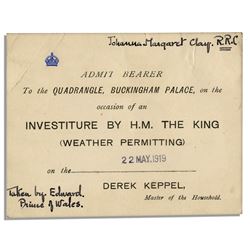 Johanna Margaret Clay. R.R.C
ADMIT BEARER
To the QUADRANGLE, BUCKINGHAM PALACE, on the
occasion of an
INVESTITURE BY H.M. THE KING
(WEATHER PERMITTING)
on the 22 MAY. 1919
DEREK KEPPEL,
Master of the Household.
Taken by Edward.
Prince of Wales.